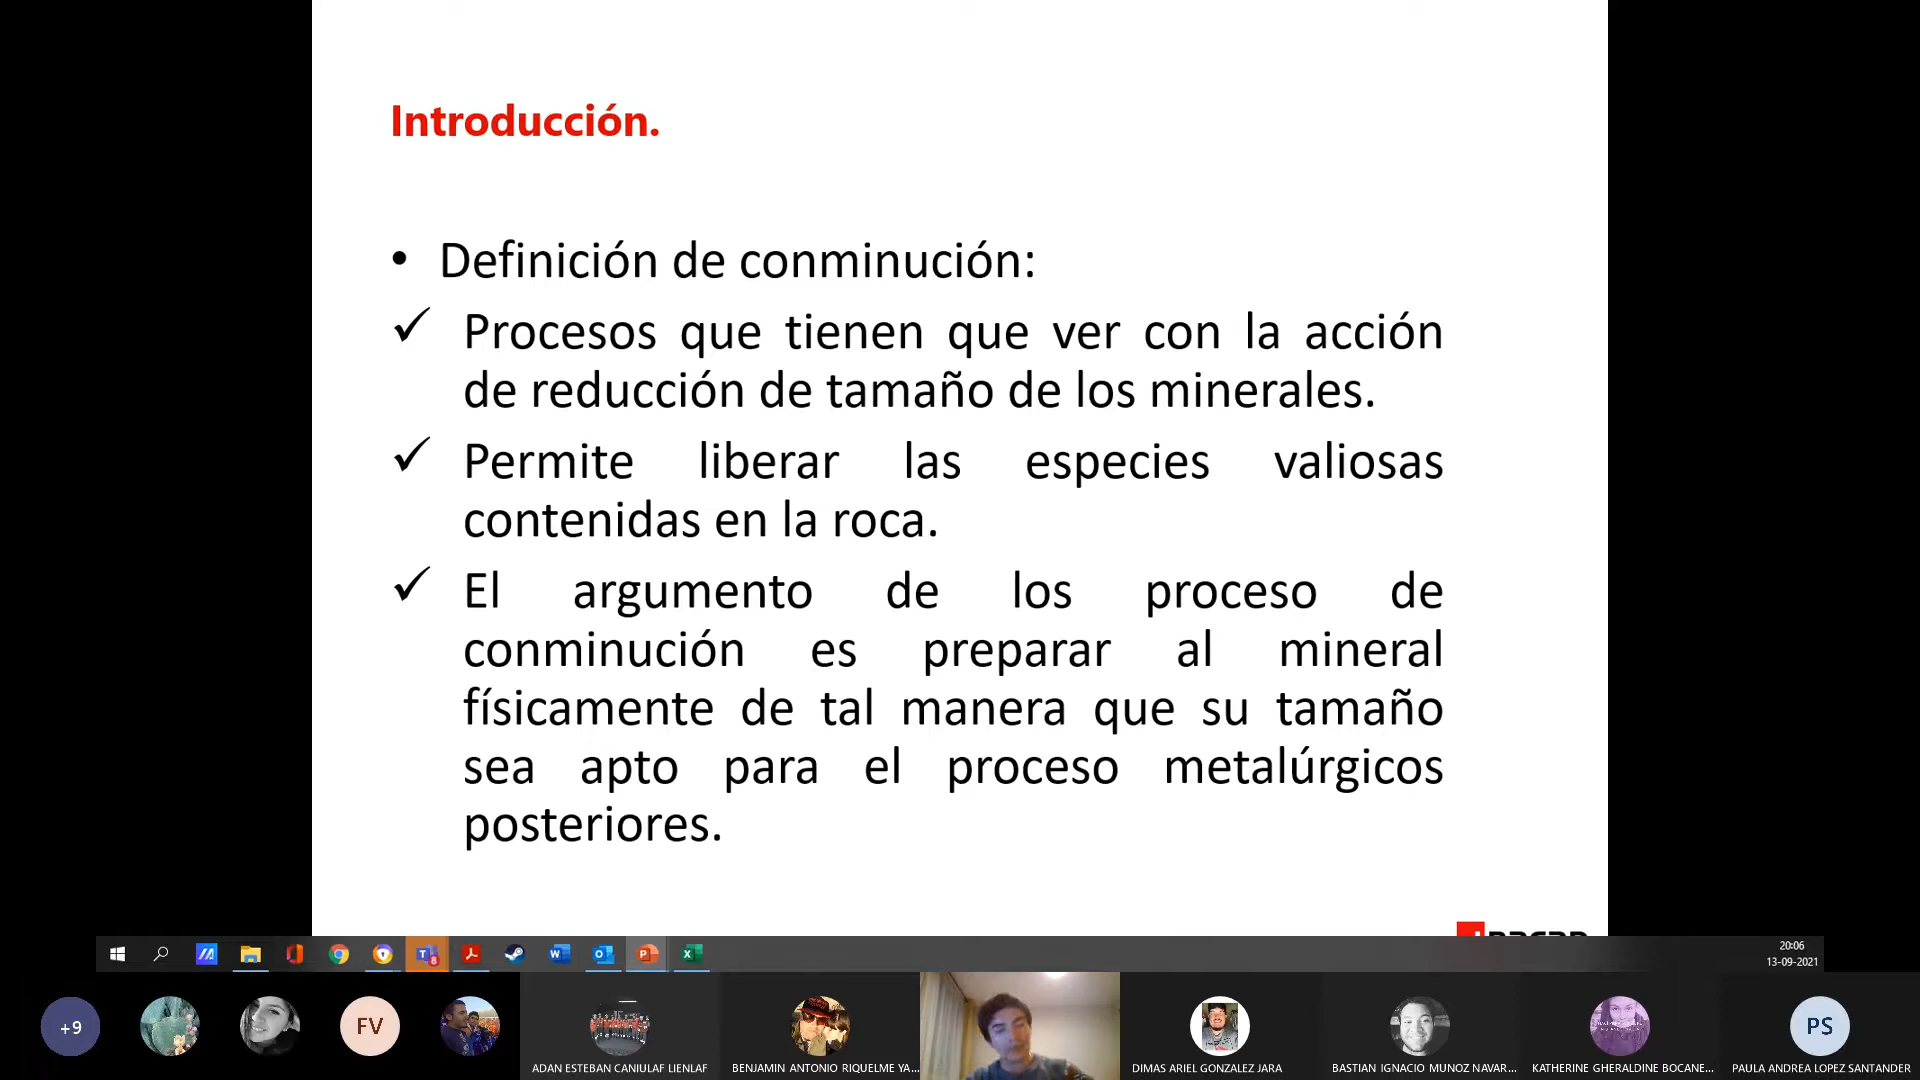 Introducción.
• Definición de conminución:
✓ Procesos que tienen que ver con la acción
de reducción de tamaño de los minerales.
✓ Permite liberar las especies valiosas
contenidas en la roca.
✓ El argumento de los proceso de
conminución es preparar al mineral
físicamente de tal manera que su tamaño
sea apto para el proceso metalúrgicos
posteriores.
20:06
13-09-2021
+9
FV
PS
ADAN ESTEBAN CANIULAF LIENLAF
BENJAMIN ANTONIO RIQUELME YA...
DIMAS ARIEL GONZALEZ JARA
BASTIAN IGNACIO MUNOZ NAVAR...
KATHERINE GHERALDINE BOCANE...
PAULA ANDREA LOPEZ SANTANDER